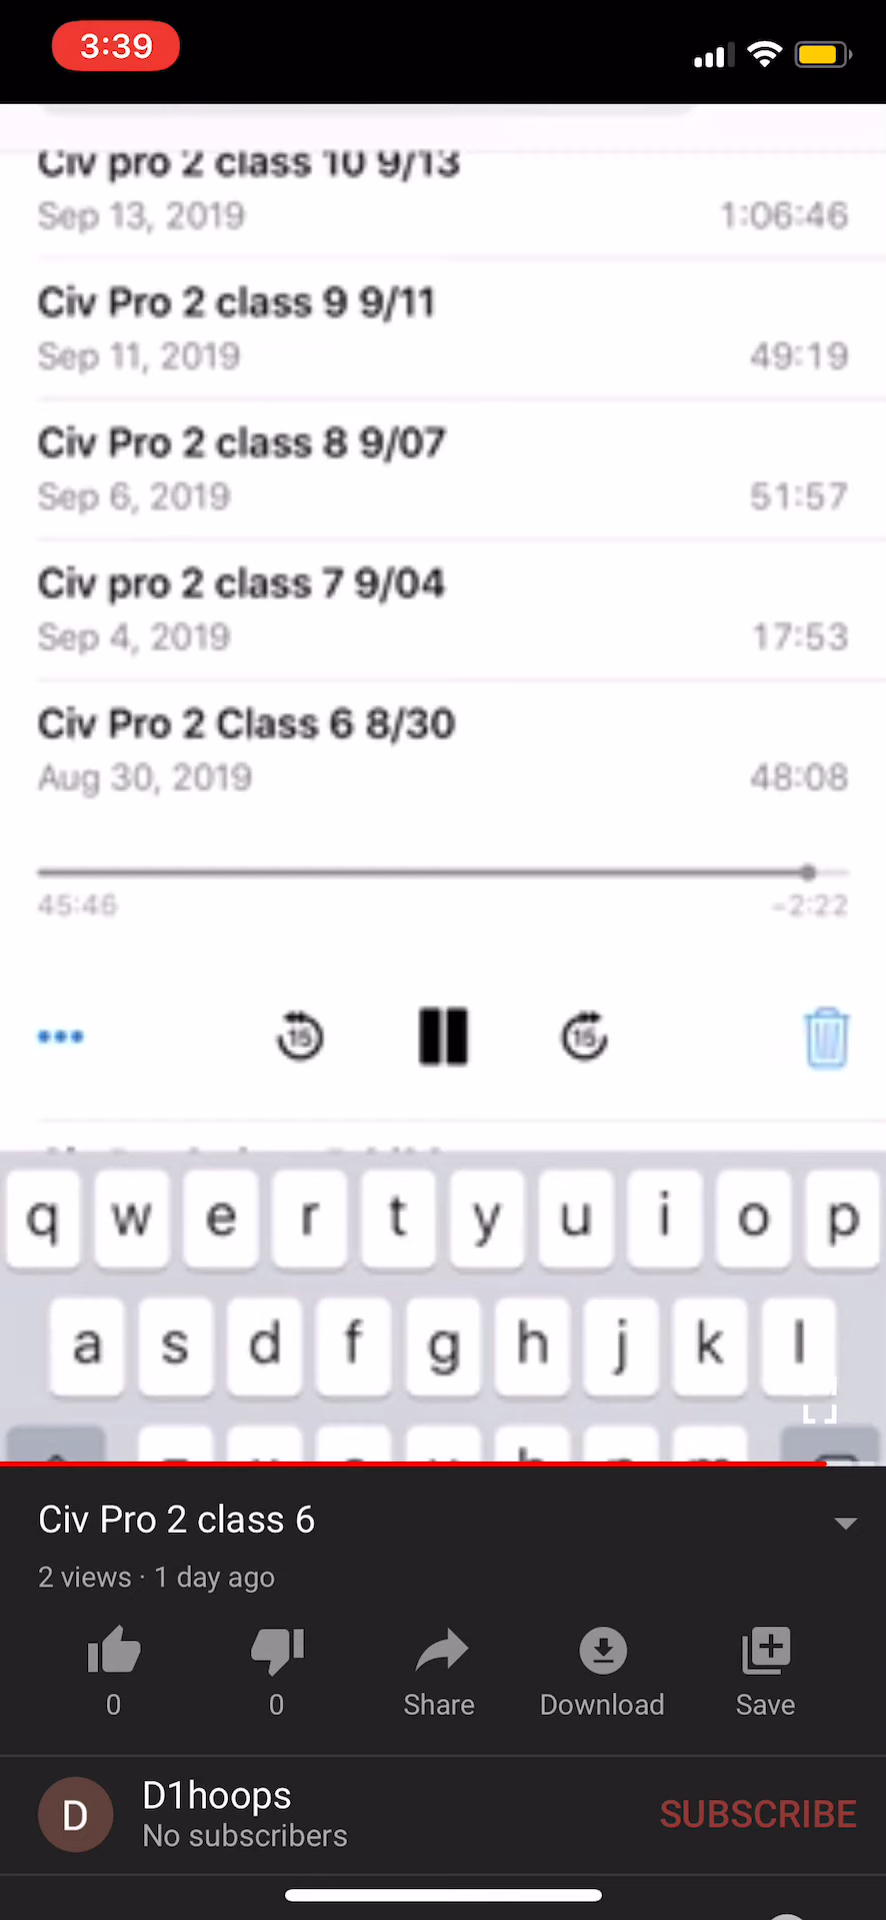 3:39
Civ pro 2 class 10 9/13
Sep 13, 2019 1:06:46
Civ Pro 2 class 9 9/11
Sep 11, 2019 49:19
Civ Pro 2 class 8 9/07
Sep 6, 2019 51:57
Civ pro 2 class 7 9/04
Sep 4, 2019 17:53
Civ Pro 2 Class 6 8/30
Aug 30, 2019 48:08
45:46 -2:22
15 15
q w e r t y u i o p
a s d f g h j k l
Civ Pro 2 class 6
2 views · 1 day ago
0 0 Share Download Save
D D1hoops
No subscribers
SUBSCRIBE